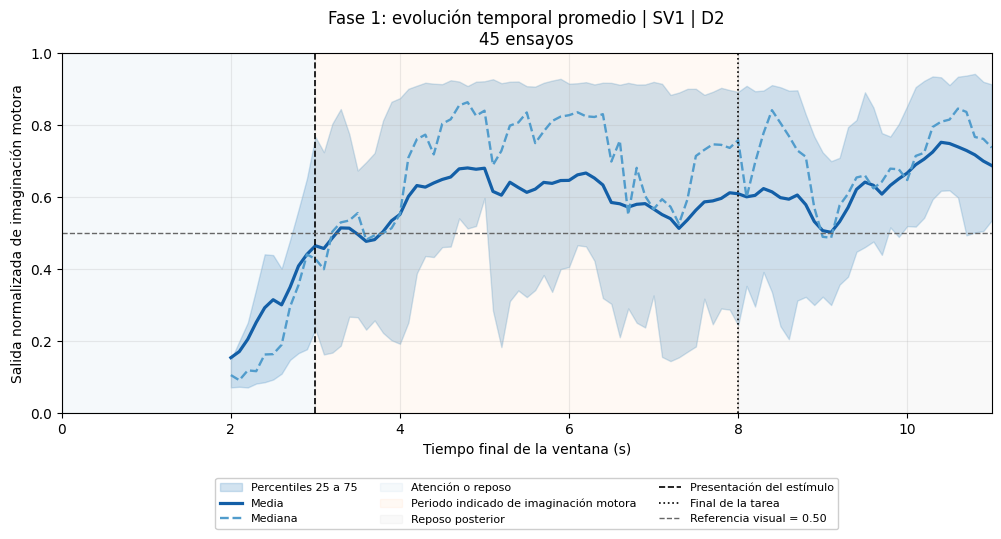 Fase 1: evolución temporal promedio | SV1 | D2
45 ensayos
Salida normalizada de imaginación motora
1.0
0.8
0.6
0.4
0.2
0.0
0 2 4 6 8 10
Tiempo final de la ventana (s)
Percentiles 25 a 75
Media
Mediana
Atención o reposo
Periodo indicado de imaginación motora
Reposo posterior
Presentación del estímulo
Final de la tarea
Referencia visual = 0.50